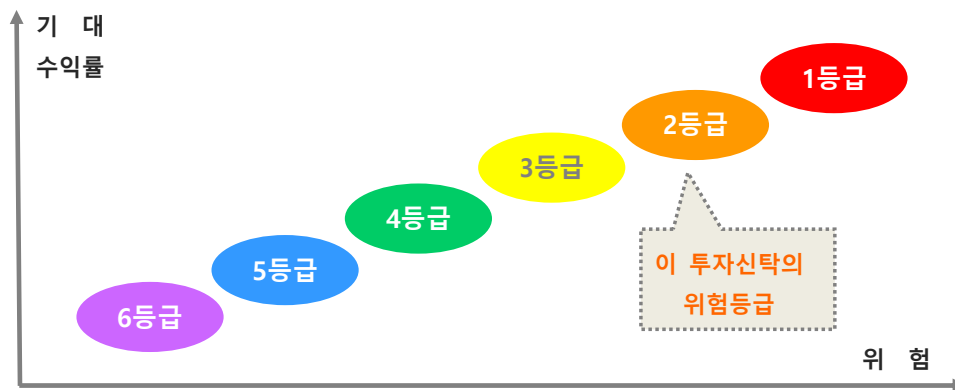 기 대
수익률
1등급
2등급
3등급
4등급
5등급
6등급
이 투자신탁의
위험등급
위 험